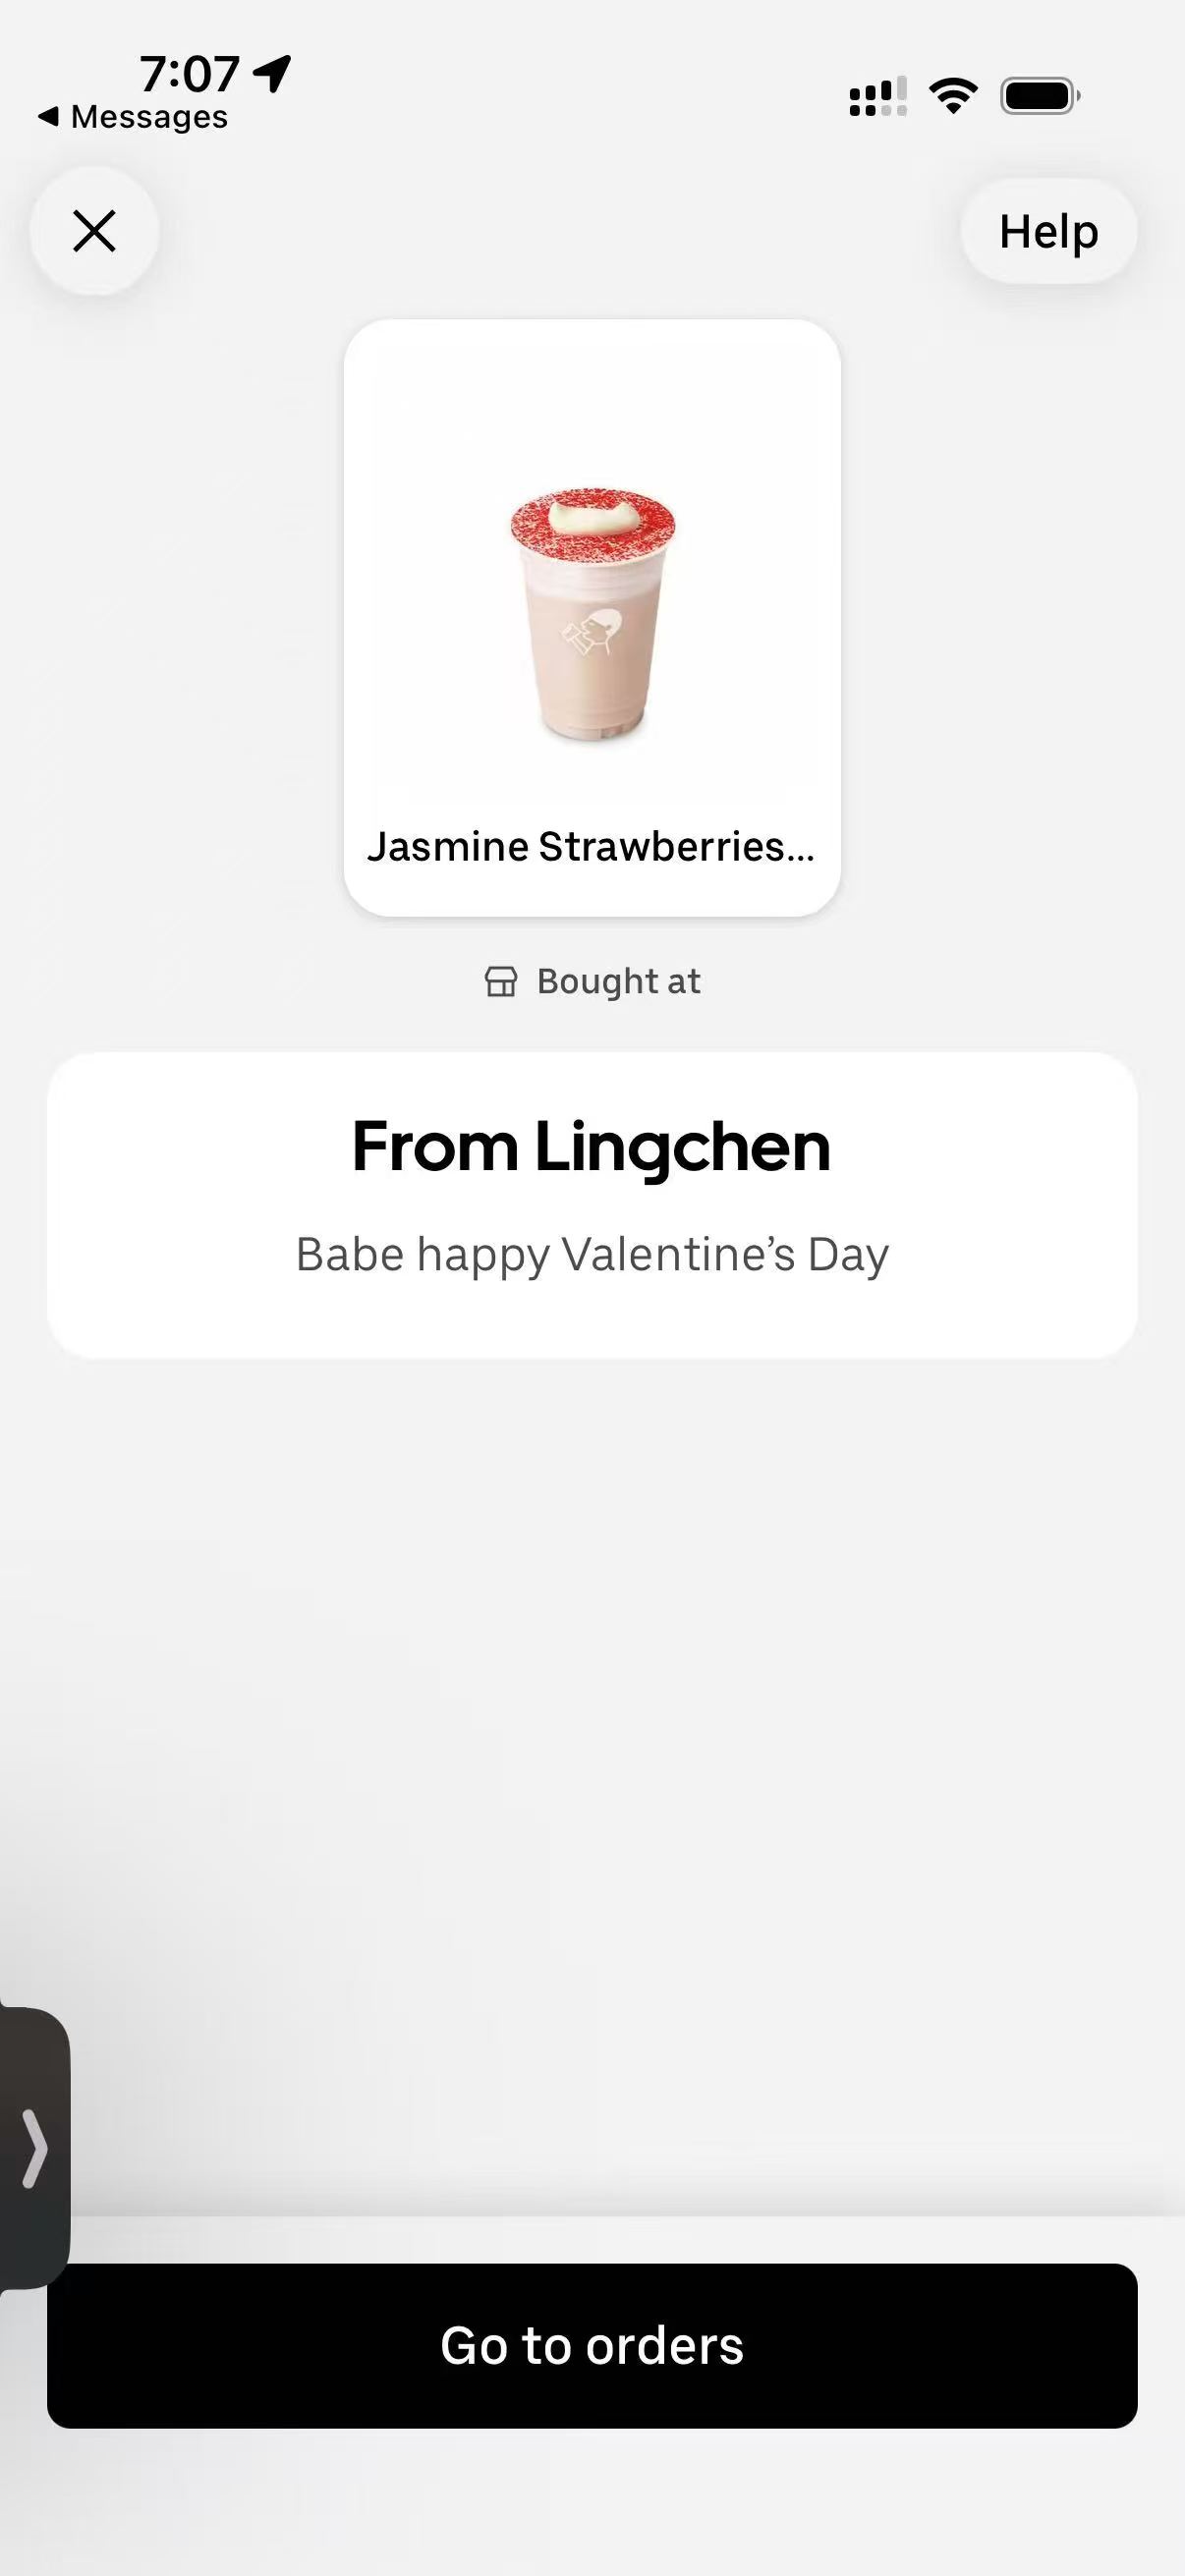 7:07
Messages
Help
Jasmine Strawberries...
Bought at
From Lingchen
Babe happy Valentine’s Day
Go to orders